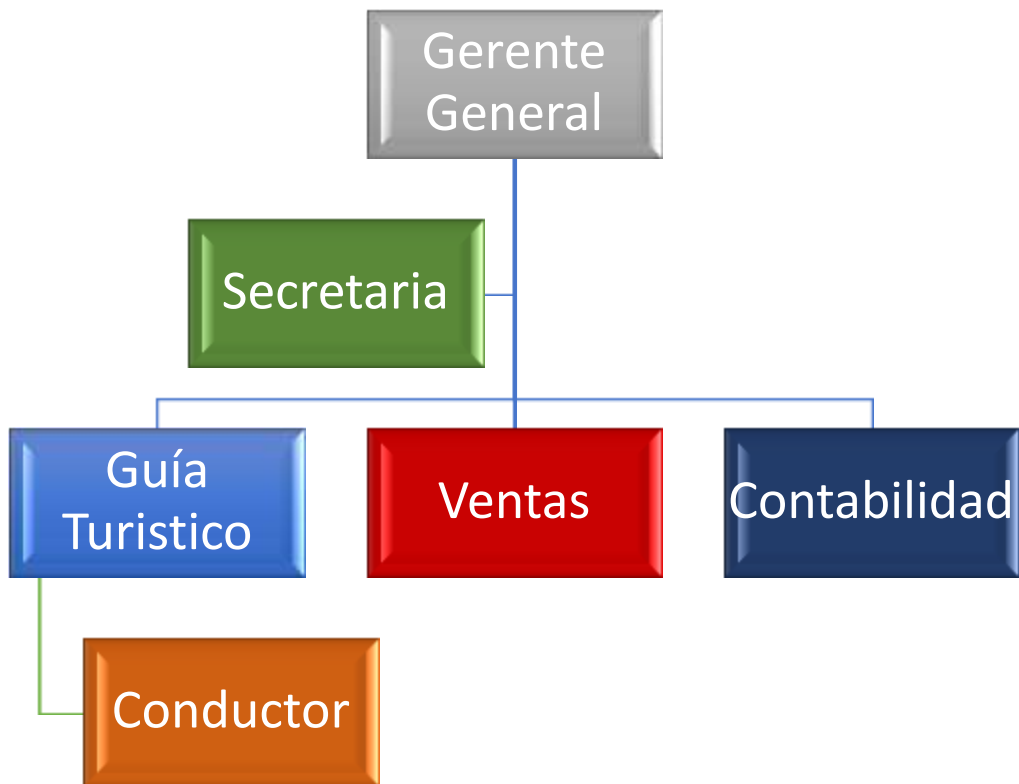 Gerente
General
Secretaria
Guía
Turistico
Ventas
Contabilidad
Conductor